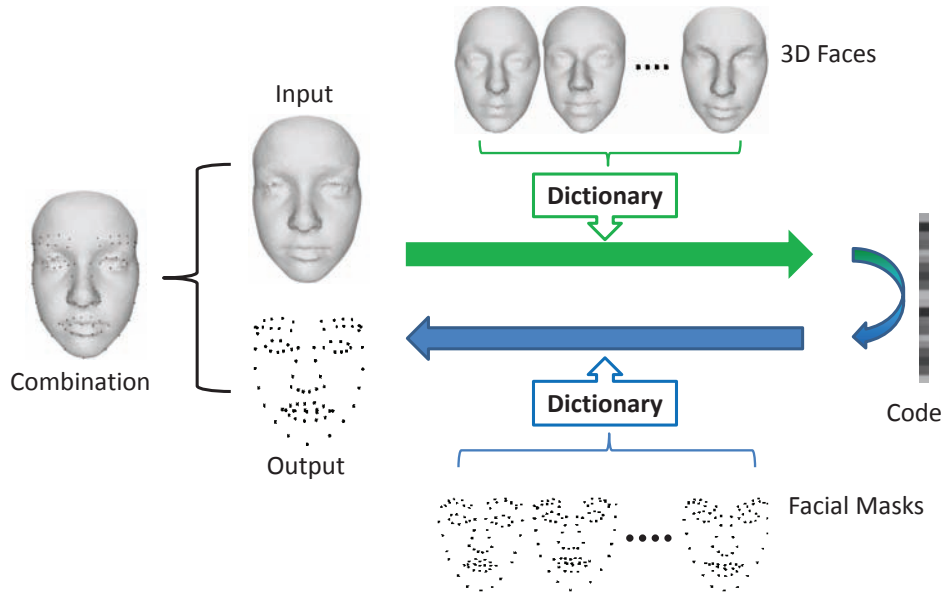 3D Faces
Input
Dictionary
Combination
Dictionary
Code
Output
Facial Masks